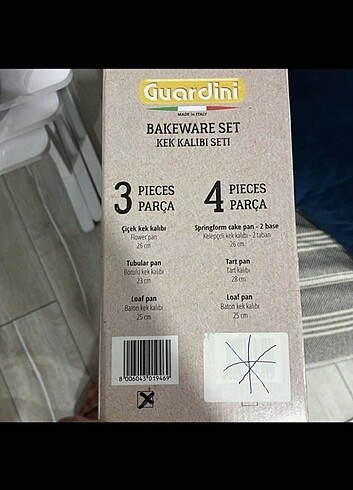 Guardini
MADE in ITALY
BAKEWARE SET
KEK KALIBI SETİ
3 PIECES PARÇA
Çiçek kek kalıbı
Flower pan
26 cm
Tubular pan
Borulu kek kalıbı
23 cm
Loaf pan
Baton kek kalıbı
25 cm
4 PIECES PARÇA
Springform cake pan - 2 base
Kelepçeli kek kalıbı - 2 taban
26 cm
Tart pan
Tart kalıbı
28 cm
Loaf pan
Baton kek kalıbı
25 cm
8 006043 019469